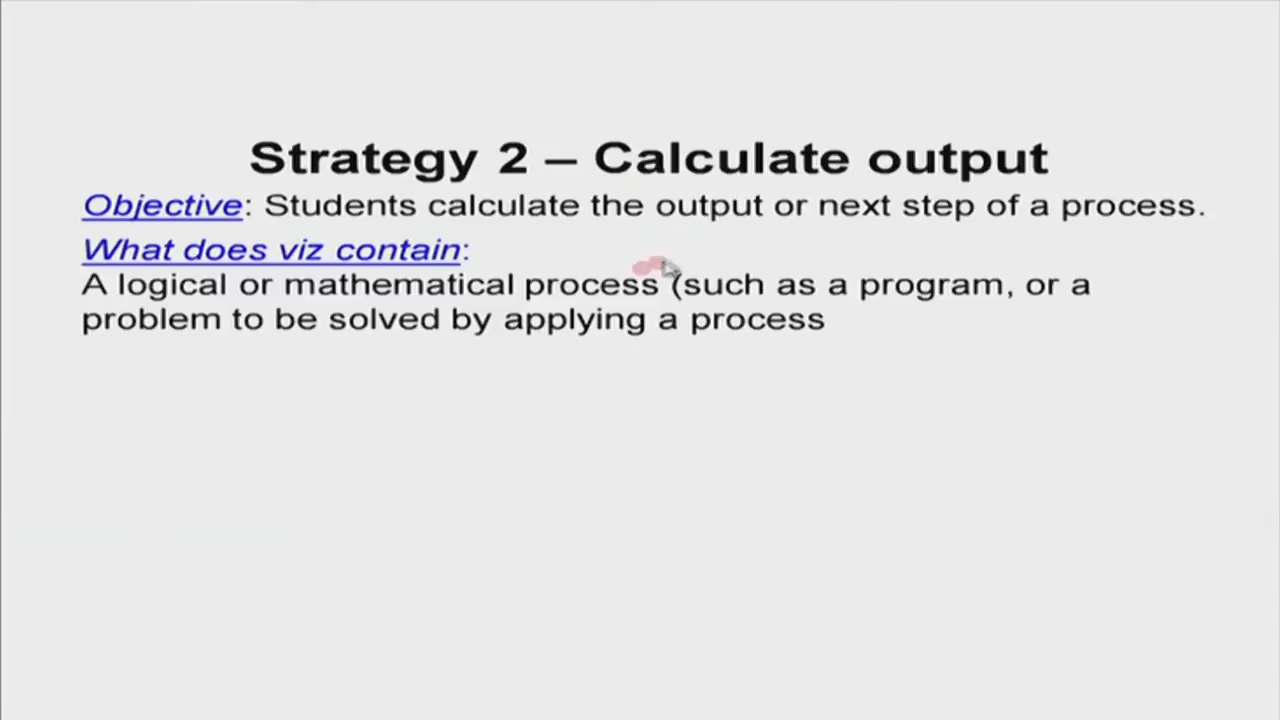 Strategy 2 – Calculate output
Objective: Students calculate the output or next step of a process.
What does viz contain:
A logical or mathematical process (such as a program, or a
problem to be solved by applying a process